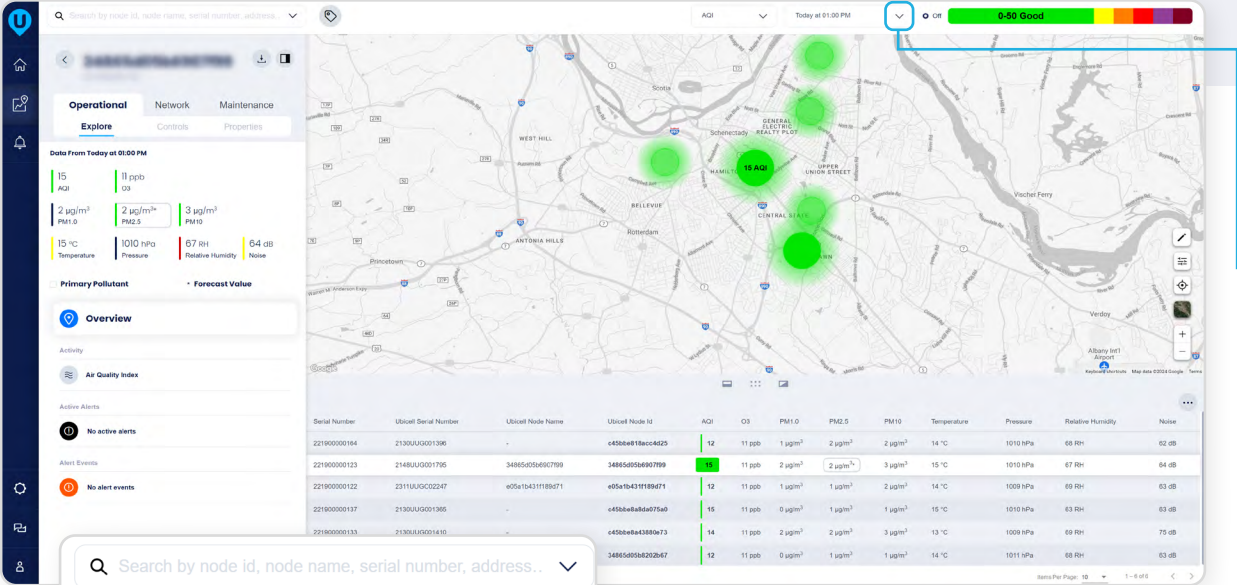 Search by node id, node name, serial number, address..
AQI
Today at 01:00 PM
Off
0-50 Good
Operational Network Maintenance
Explore Controls Properties
Data From Today at 01:00 PM
15 11 ppb
AQI O3
2 µg/m³ 2 µg/m³* 3 µg/m³
PM1.0 PM2.5 PM10
15 °C 1010 hPa 67 RH 64 dB
Temperature Pressure Relative Humidity Noise
Primary Pollutant * Forecast Value
Overview
Activity
Air Quality Index
Active Alerts
No active alerts
Alert Events
No alert events
Scotia
GENERAL
ELECTRIC
REALTY PLOT
Schenectady
WEST HILL
15 AQI
UPPER
UNION STREET
BELLEVUE
CENTRAL STATE
Vischer Ferry
Rotterdam
ANTONIA HILLS
Princetown
Verdoy
Albany Int'l
Airport
Google
Keyboard shortcuts Map data ©2024 Google Terms
Serial Number Ubicell Serial Number Ubicell Node Name Ubicell Node Id AQI O3 PM1.0 PM2.5 PM10 Temperature Pressure Relative Humidity Noise
221900000164 2130UUG001396 - c45bbe818acc4d25 12 11 ppb 1 µg/m³ 2 µg/m³ 2 µg/m³ 14 °C 1010 hPa 68 RH 62 dB
221900000123 2148UUG001795 34865d05b6907f99 34865d05b6907f99 15 11 ppb 2 µg/m³ 2 µg/m³* 3 µg/m³ 15 °C 1010 hPa 67 RH 64 dB
221900000122 2311UUGC02247 e05a1b431f189d71 e05a1b431f189d71 12 11 ppb 1 µg/m³ 1 µg/m³ 2 µg/m³ 14 °C 1009 hPa 69 RH 63 dB
221900000137 2130UUG001365 - c45bbe8a8da075a0 15 11 ppb 0 µg/m³ 1 µg/m³ 1 µg/m³ 15 °C 1010 hPa 63 RH 63 dB
221900000133 2130UUG001410 c45bbe8a43880e73 14 11 ppb 2 µg/m³ 2 µg/m³ 3 µg/m³ 13 °C 1009 hPa 69 RH 75 dB
34865d05b8202b67 12 11 ppb 0 µg/m³ 1 µg/m³ 1 µg/m³ 14 °C 1011 hPa 68 RH 63 dB
Items Per Page: 10 1 – 6 of 6
Search by node id, node name, serial number, address..